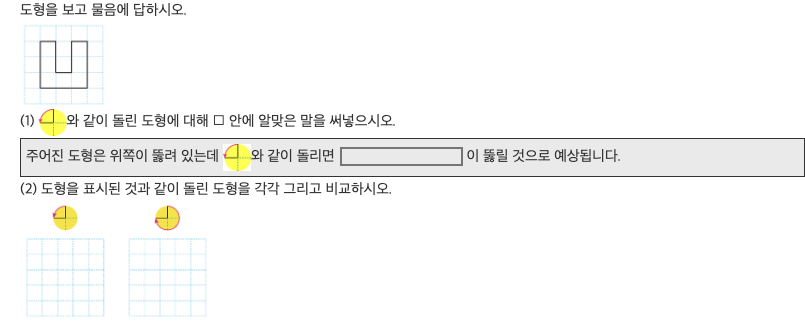 도형을 보고 물음에 답하시오.
(1) 와 같이 돌린 도형에 대해 □ 안에 알맞은 말을 써넣으시오.
주어진 도형은 위쪽이 뚫려 있는데 와 같이 돌리면 이 뚫릴 것으로 예상됩니다.
(2) 도형을 표시된 것과 같이 돌린 도형을 각각 그리고 비교하시오.